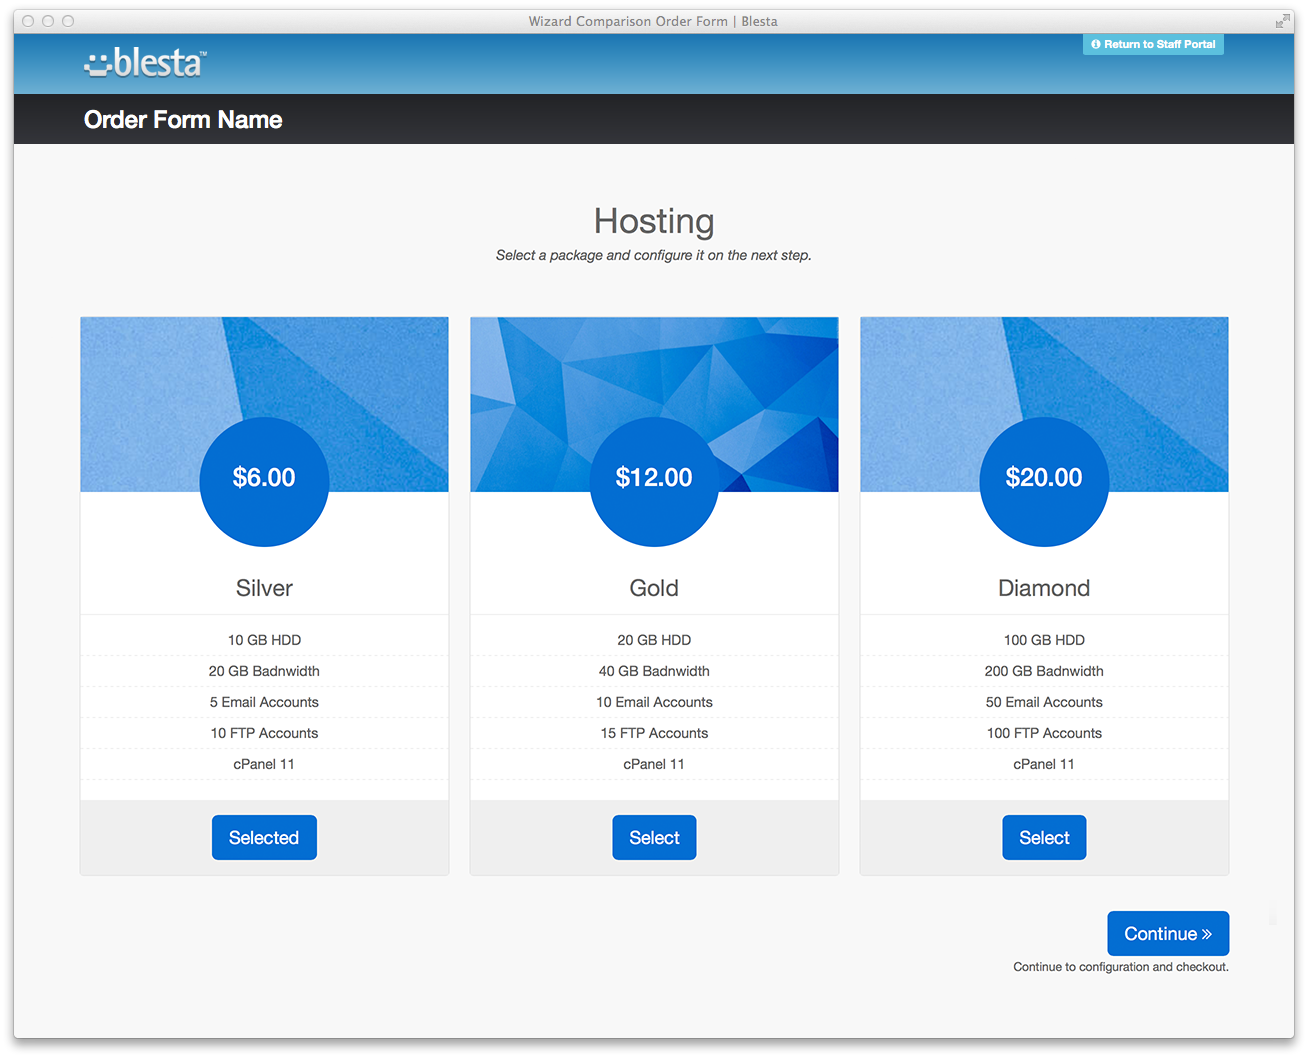 Wizard Comparison Order Form | Blesta
blesta™
Return to Staff Portal
Order Form Name
Hosting
Select a package and configure it on the next step.
$6.00
Silver
10 GB HDD
20 GB Badnwidth
5 Email Accounts
10 FTP Accounts
cPanel 11
Selected
$12.00
Gold
20 GB HDD
40 GB Badnwidth
10 Email Accounts
15 FTP Accounts
cPanel 11
Select
$20.00
Diamond
100 GB HDD
200 GB Badnwidth
50 Email Accounts
100 FTP Accounts
cPanel 11
Select
Continue »
Continue to configuration and checkout.